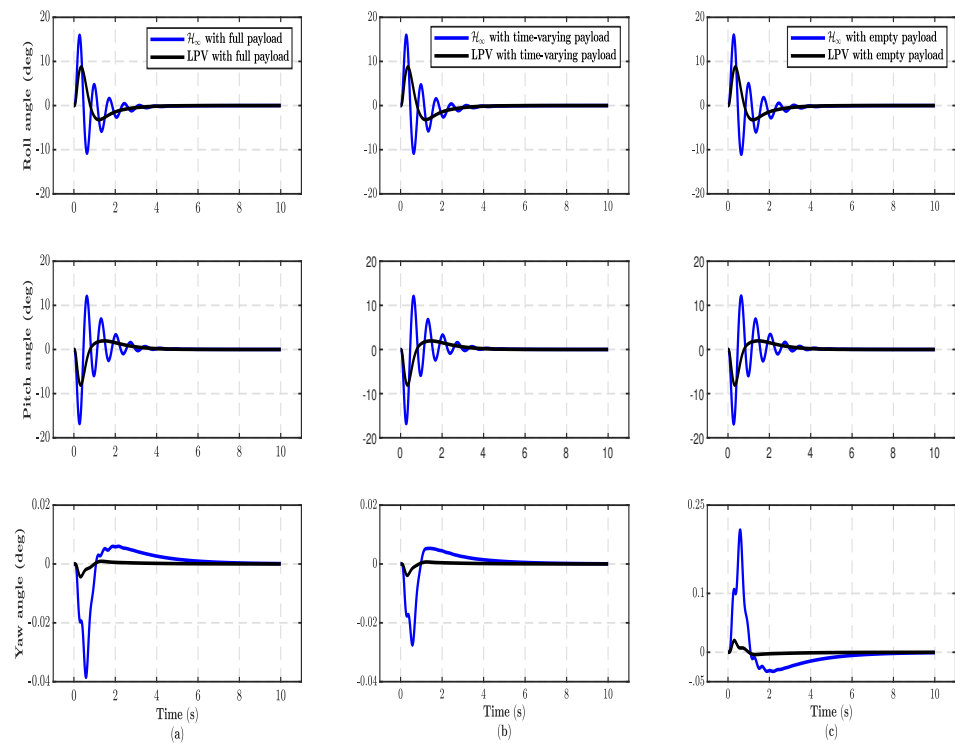 20
10
0
-10
-20
Roll angle (deg)
0 2 4 6 8 10
ℋ∞ with full payload
LPV with full payload
20
10
0
-10
-20
0 2 4 6 8 10
ℋ∞ with time-varying payload
LPV with time-varying payload
20
10
0
-10
-20
0 2 4 6 8 10
ℋ∞ with empty payload
LPV with empty payload
20
10
0
-10
-20
Pitch angle (deg)
0 2 4 6 8 10
20
10
0
-10
-20
0 2 4 6 8 10
20
10
0
-10
-20
0 2 4 6 8 10
0.02
0
-0.02
-0.04
Yaw angle (deg)
0 2 4 6 8 10
Time (s)
(a)
0.02
0
-0.02
-0.04
0 2 4 6 8 10
Time (s)
(b)
0.25
0.1
0
-.05
0 2 4 6 8 10
Time (s)
(c)